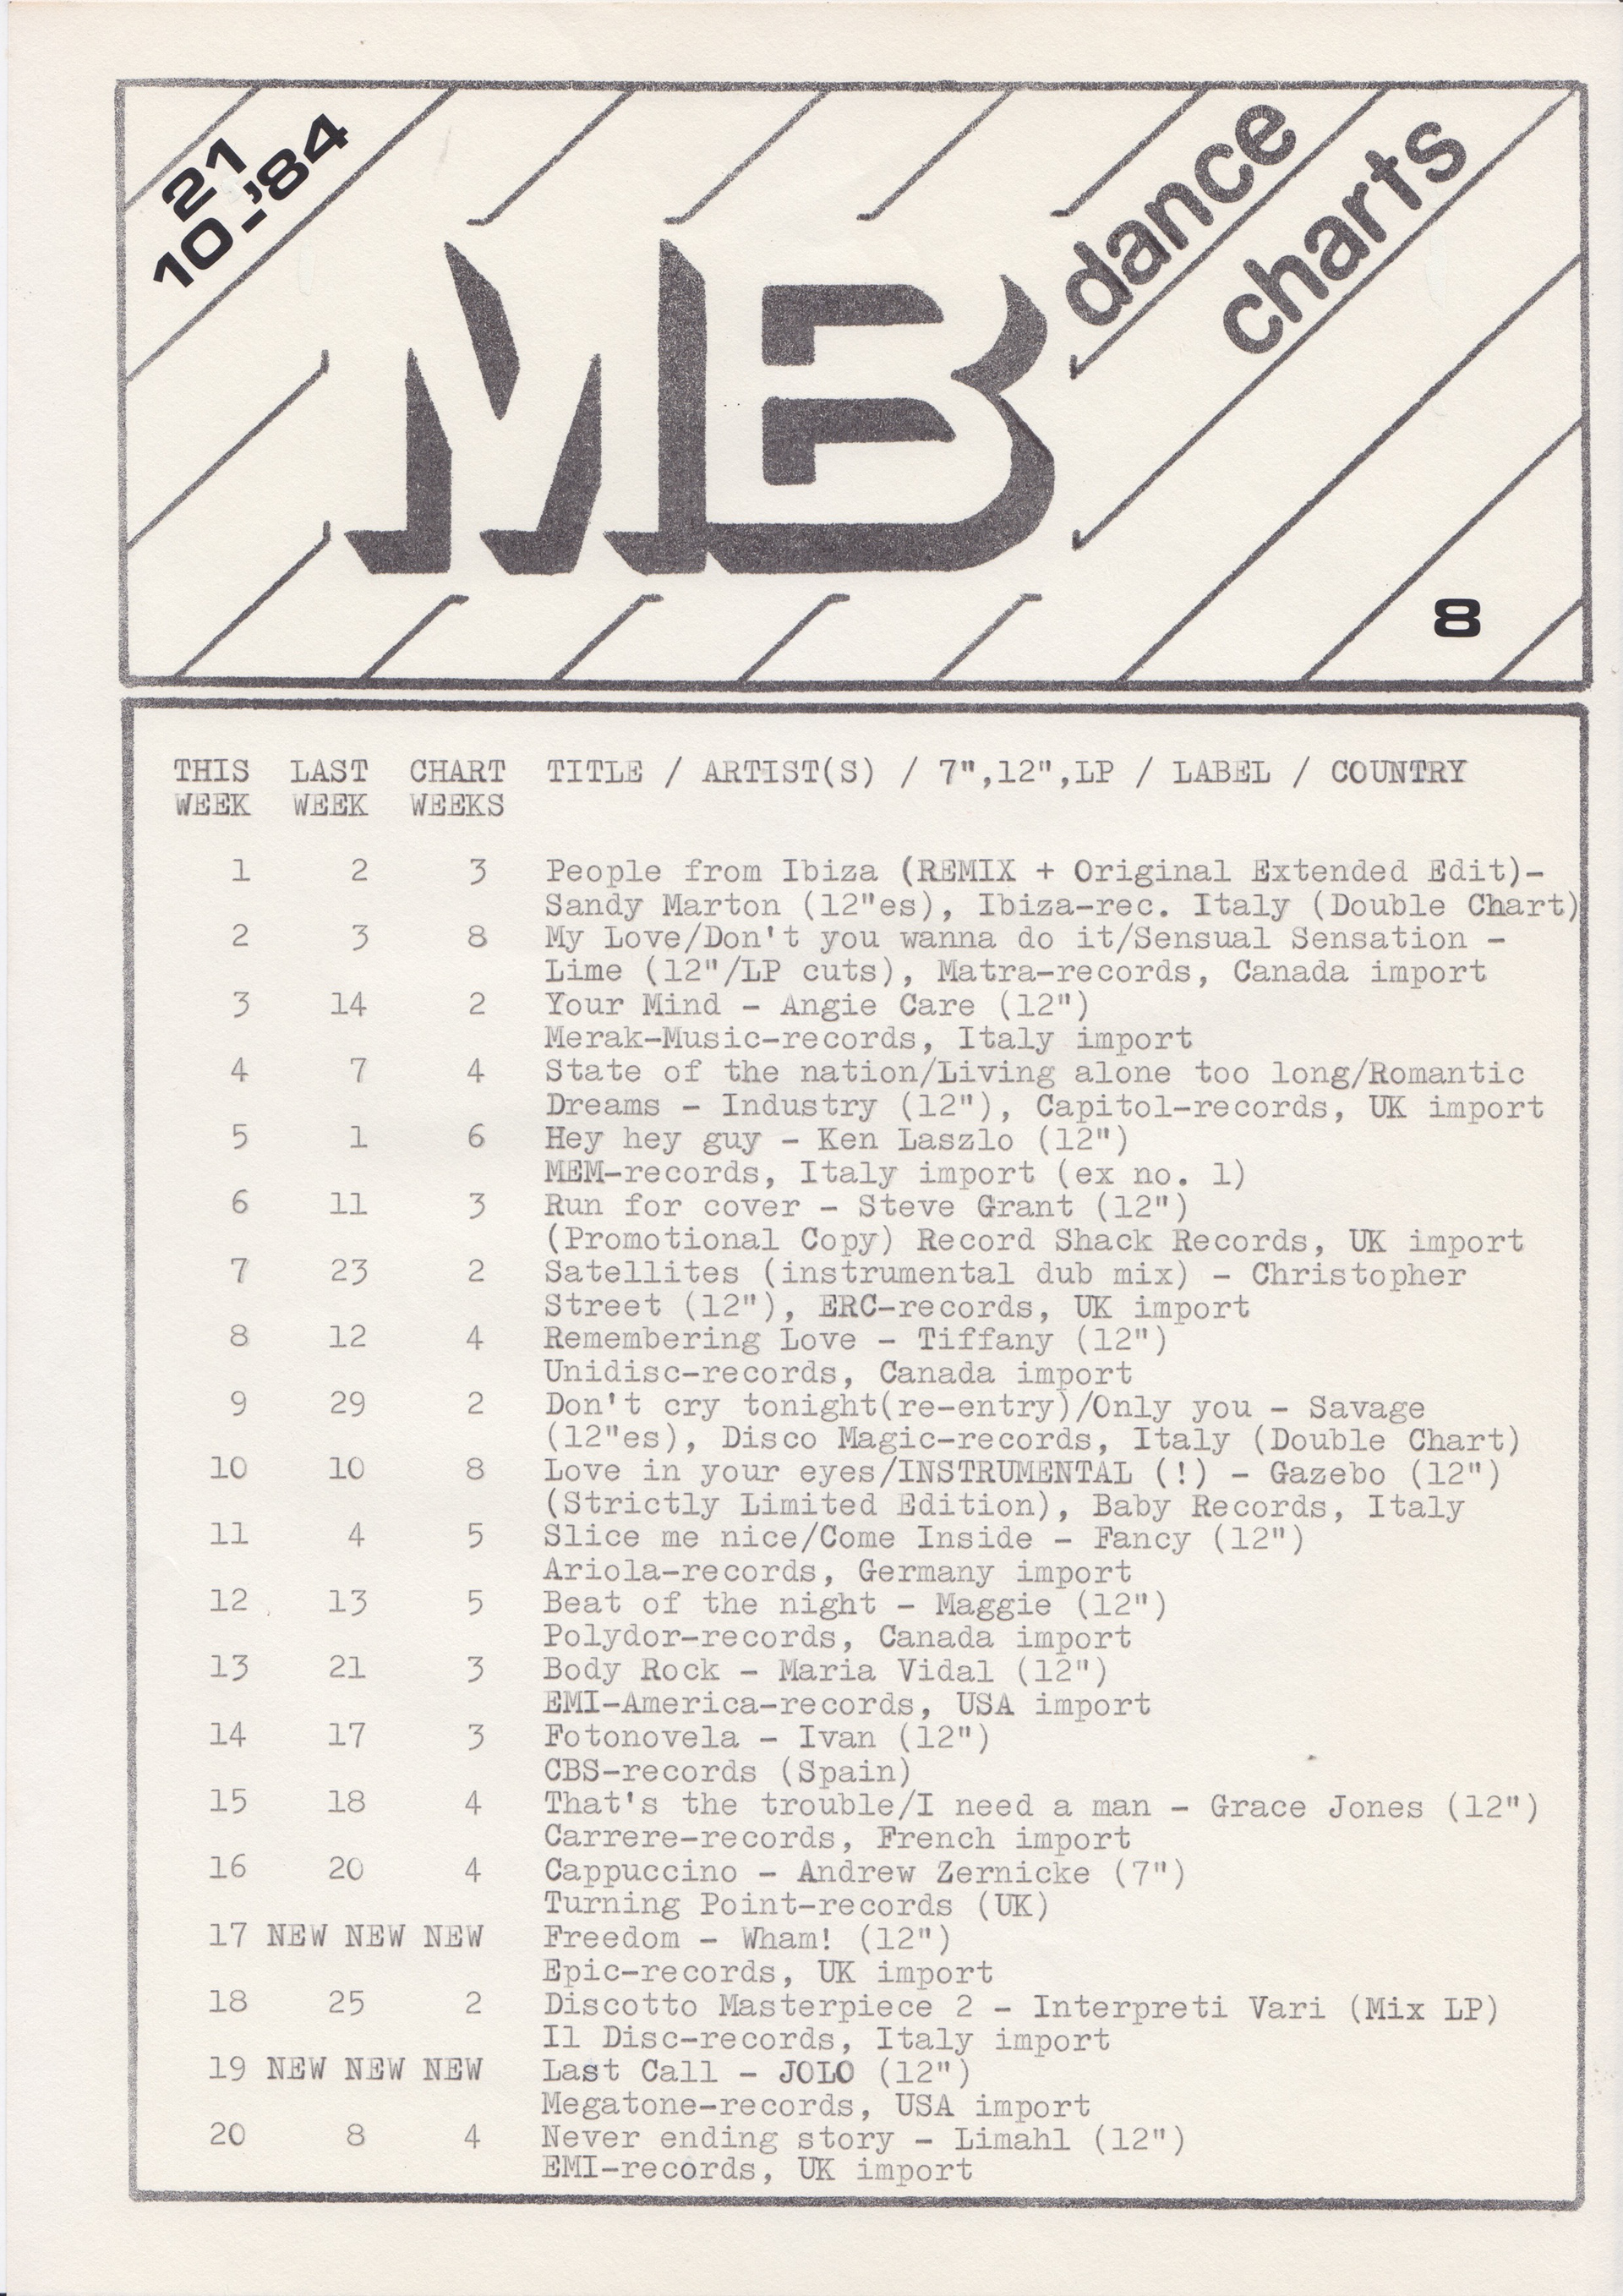 21
10-'84
MB
dance
charts
8
THIS LAST CHART TITLE / ARTIST(S) / 7",12",LP / LABEL / COUNTRY
WEEK WEEK WEEKS
1 2 3 People from Ibiza (REMIX + Original Extended Edit)-
Sandy Marton (12"es), Ibiza-rec. Italy (Double Chart)
2 3 8 My Love/Don't you wanna do it/Sensual Sensation -
Lime (12"/LP cuts), Matra-records, Canada import
3 14 2 Your Mind - Angie Care (12")
Merak-Music-records, Italy import
4 7 4 State of the nation/Living alone too long/Romantic
Dreams - Industry (12"), Capitol-records, UK import
5 1 6 Hey hey guy - Ken Laszlo (12")
MEM-records, Italy import (ex no. 1)
6 11 3 Run for cover - Steve Grant (12")
(Promotional Copy) Record Shack Records, UK import
7 23 2 Satellites (instrumental dub mix) - Christopher
Street (12"), ERC-records, UK import
8 12 4 Remembering Love - Tiffany (12")
Unidisc-records, Canada import
9 29 2 Don't cry tonight(re-entry)/Only you - Savage
(12"es), Disco Magic-records, Italy (Double Chart)
10 10 8 Love in your eyes/INSTRUMENTAL (!) - Gazebo (12")
(Strictly Limited Edition), Baby Records, Italy
11 4 5 Slice me nice/Come Inside - Fancy (12")
Ariola-records, Germany import
12 13 5 Beat of the night - Maggie (12")
Polydor-records, Canada import
13 21 3 Body Rock - Maria Vidal (12")
EMI-America-records, USA import
14 17 3 Fotonovela - Ivan (12")
CBS-records (Spain)
15 18 4 That's the trouble/I need a man - Grace Jones (12")
Carrere-records, French import
16 20 4 Cappuccino - Andrew Zernicke (7")
Turning Point-records (UK)
17 NEW NEW NEW Freedom - Wham! (12")
Epic-records, UK import
18 25 2 Discotto Masterpiece 2 - Interpreti Vari (Mix LP)
Il Disc-records, Italy import
19 NEW NEW NEW Last Call - JOLO (12")
Megatone-records, USA import
20 8 4 Never ending story - Limahl (12")
EMI-records, UK import